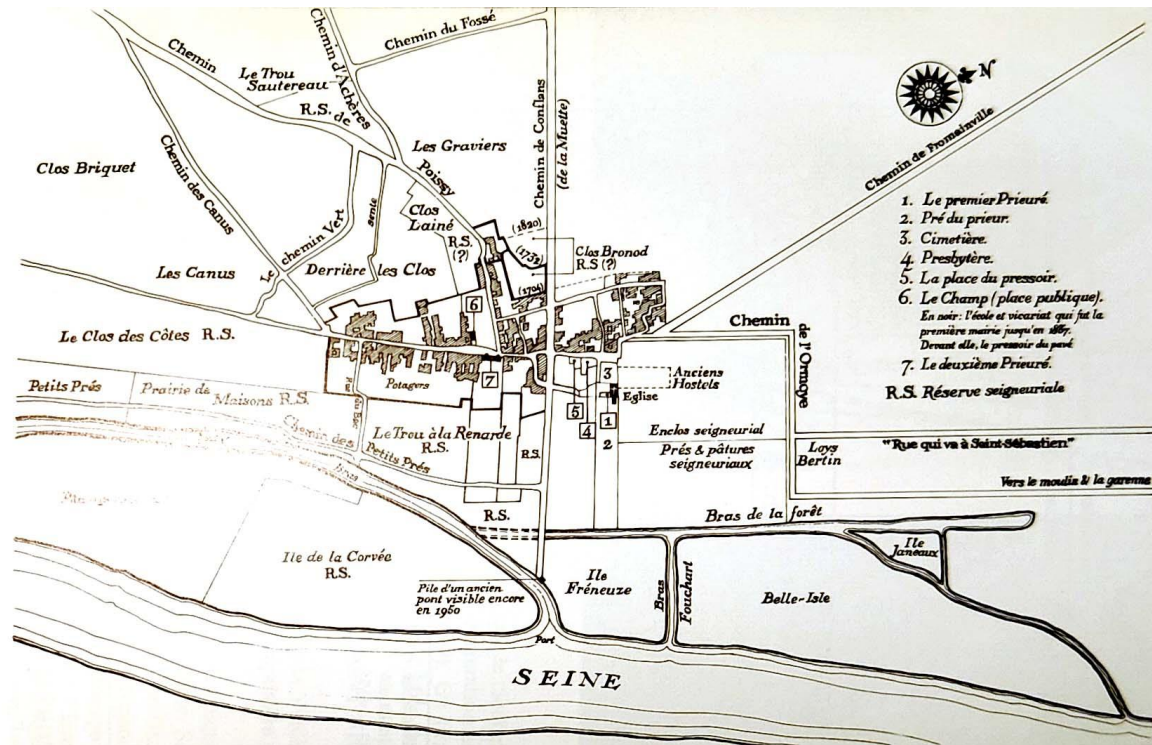 Chemin du Fossé
Chemin
Chemin d'Achères
Le Trou
Sautereau
R.S.
de
Poissy
Les Graviers
Chemin de Conflans
(de la Muette)
N
Chemin de Fromainville
Clos Briquet
Chemin des Canus
Le chemin Vert
sente
Clos
Lainé
R.S.
(?)
(1820)
(1732)
(1704)
Clos Bronod
R.S (?)
Les Canus
Derrière les Clos
1. Le premier Prieuré.
2. Pré du prieur.
3. Cimetière.
4. Presbytère.
5. La place du pressoir.
6. Le Champ (place publique).
En noir: l'école et vicariat qui fut la
première mairie jusqu'en 1887.
Devant elle, le pressoir du pavé
7. Le deuxième Prieuré.
R.S. Réserve seigneuriale
6
Le Clos des Côtes R.S.
Chemin
de l'Ormoye
Petits Prés
Prairie de Maisons R.S.
Rue du Bac
Potagers
7
3
Anciens
Hostels
Eglise
5
4
1
2
Enclos seigneurial
Prés & pâtures
seigneuriaux
Loys
Bertin
"Rue qui va à Saint-Sébastien"
Vers le moulin & la garenne
Chemin des
Petits Prés
Le Trou à la Renarde
R.S.
R.S.
R.S.
Bras
Bras de la forêt
Ile de la Corvée
R.S.
Pile d'un ancien
pont visible encore
en 1950
Ile
Fréneuze
Bras
Fouchart
Belle-Isle
Ile
Janeaux
Port
SEINE